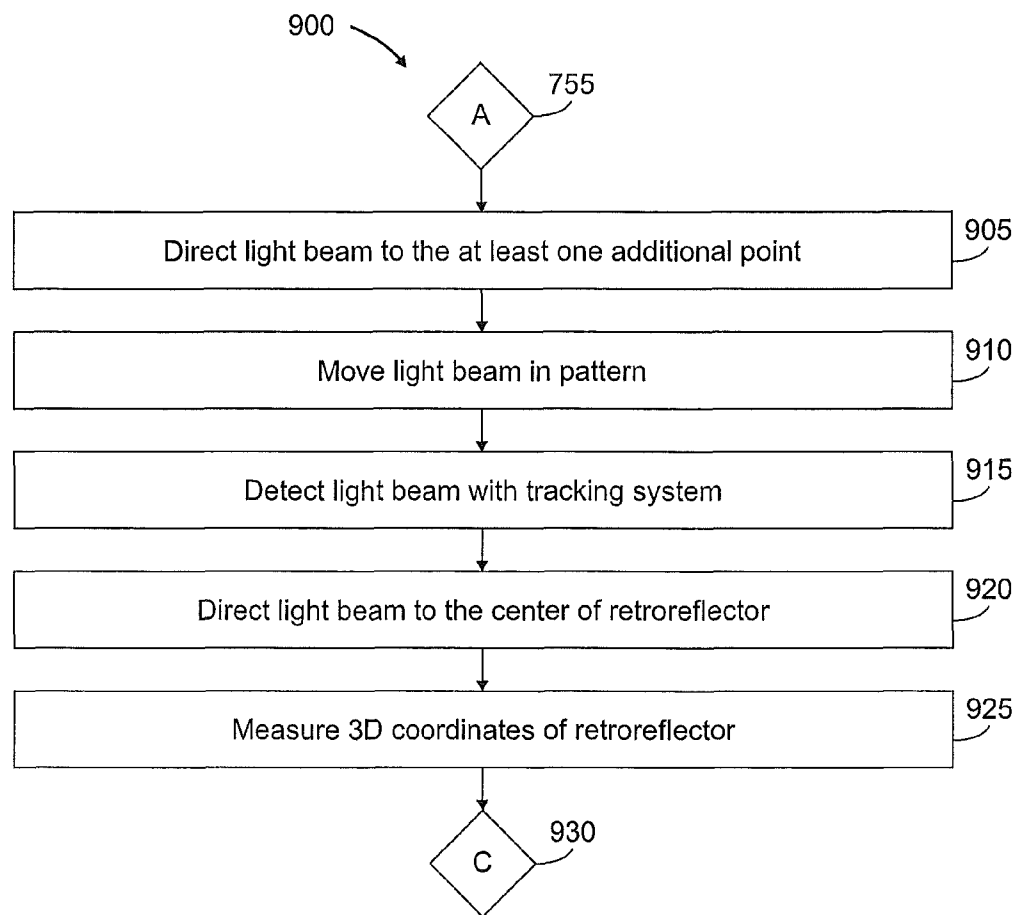 900
A
755
Direct light beam to the at least one additional point
905
Move light beam in pattern
910
Detect light beam with tracking system
915
Direct light beam to the center of retroreflector
920
Measure 3D coordinates of retroreflector
925
C
930